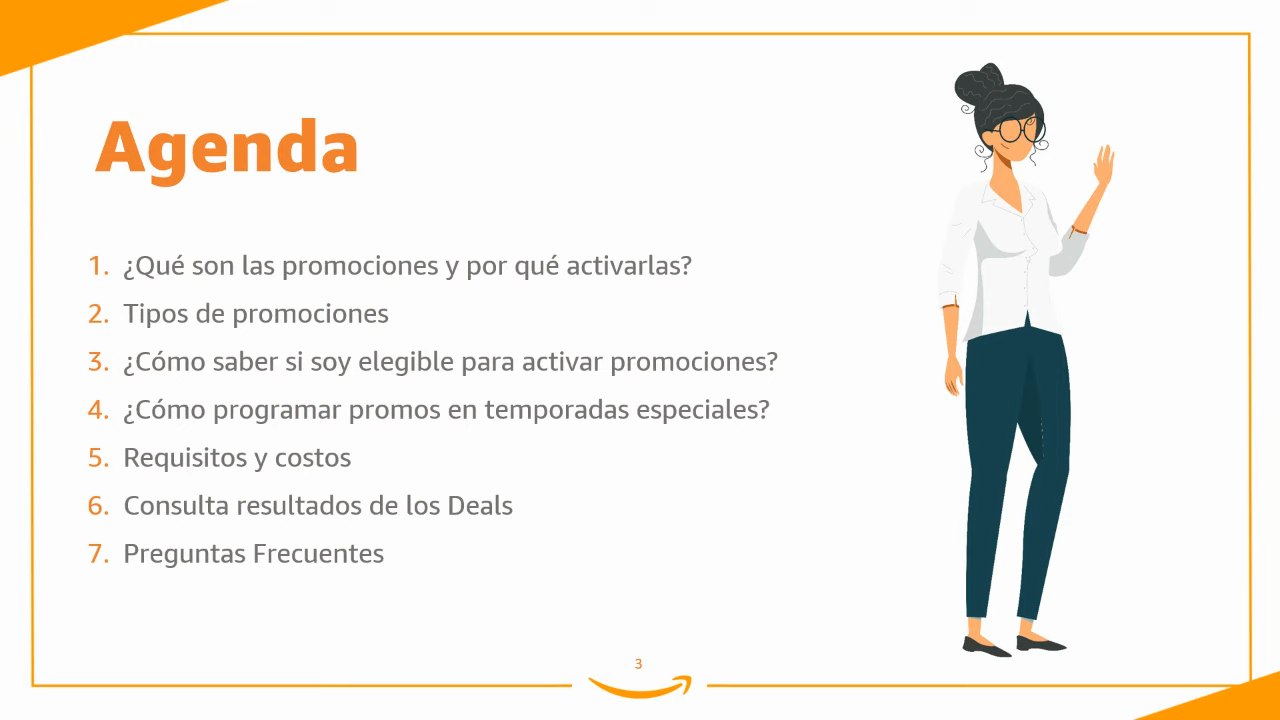 Agenda
1. ¿Qué son las promociones y por qué activarlas?
2. Tipos de promociones
3. ¿Cómo saber si soy elegible para activar promociones?
4. ¿Cómo programar promos en temporadas especiales?
5. Requisitos y costos
6. Consulta resultados de los Deals
7. Preguntas Frecuentes
3